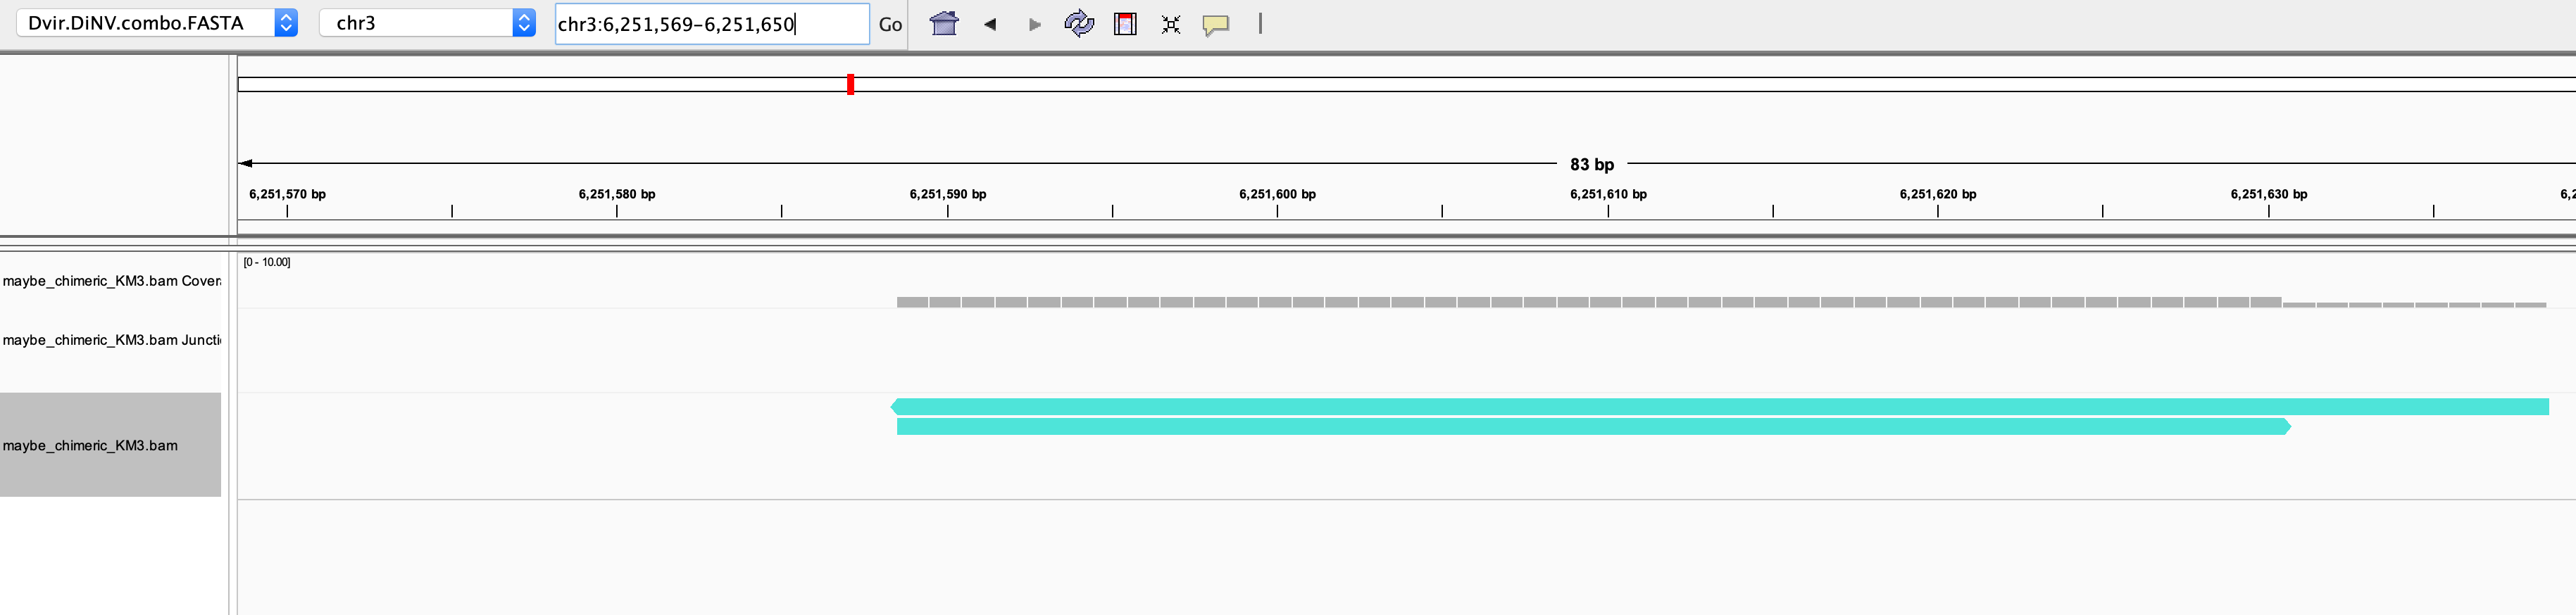 Dvir.DiNV.combo.FASTA chr3 chr3:6,251,569-6,251,650 Go
83 bp
6,251,570 bp 6,251,580 bp 6,251,590 bp 6,251,600 bp 6,251,610 bp 6,251,620 bp 6,251,630 bp 6,2
[0 - 10.00]
maybe_chimeric_KM3.bam Cover
maybe_chimeric_KM3.bam Juncti
maybe_chimeric_KM3.bam